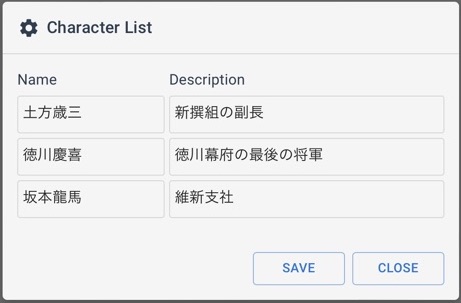 Character List
Name Description
土方歳三 新撰組の副長
徳川慶喜 徳川幕府の最後の将軍
坂本龍馬 維新支社
SAVE CLOSE